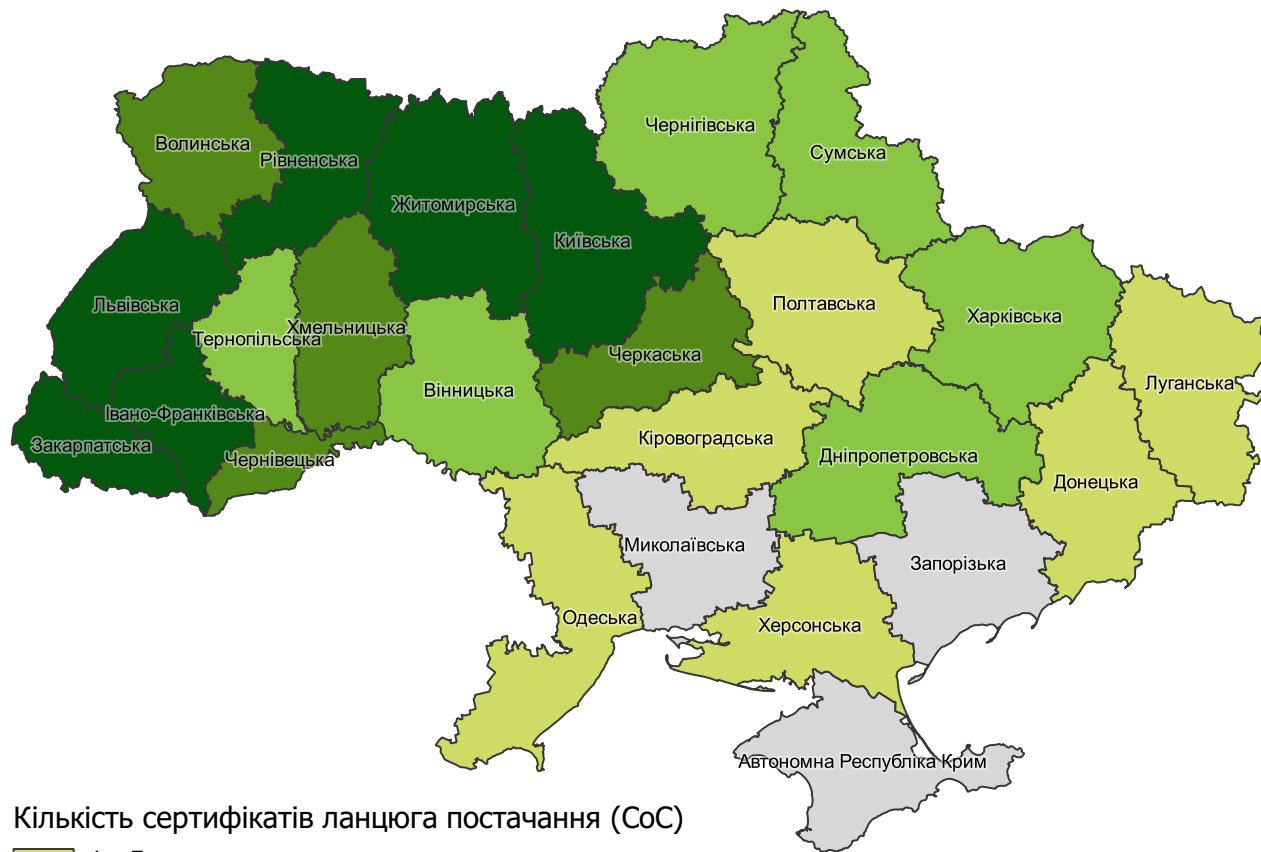 Чернігівська
Сумська
Волинська
Рівненська
Житомирська
Київська
Львівська
Тернопільська
Хмельницька
Полтавська
Харківська
Черкаська
Вінницька
Луганська
Івано-Франківська
Закарпатська
Чернівецька
Кіровоградська
Дніпропетровська
Донецька
Миколаївська
Запорізька
Одеська
Херсонська
Автономна Республіка Крим
Кількість сертифікатів ланцюга постачання (CoC)